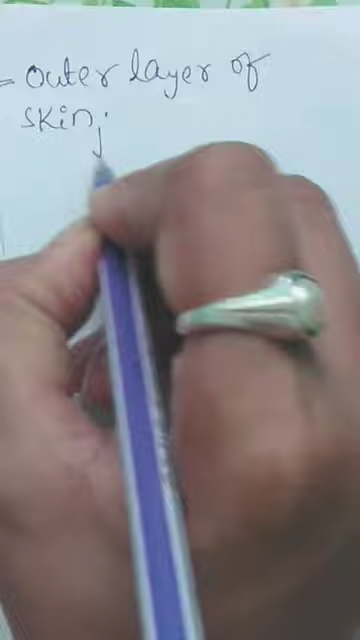 = outer layer of
skin.